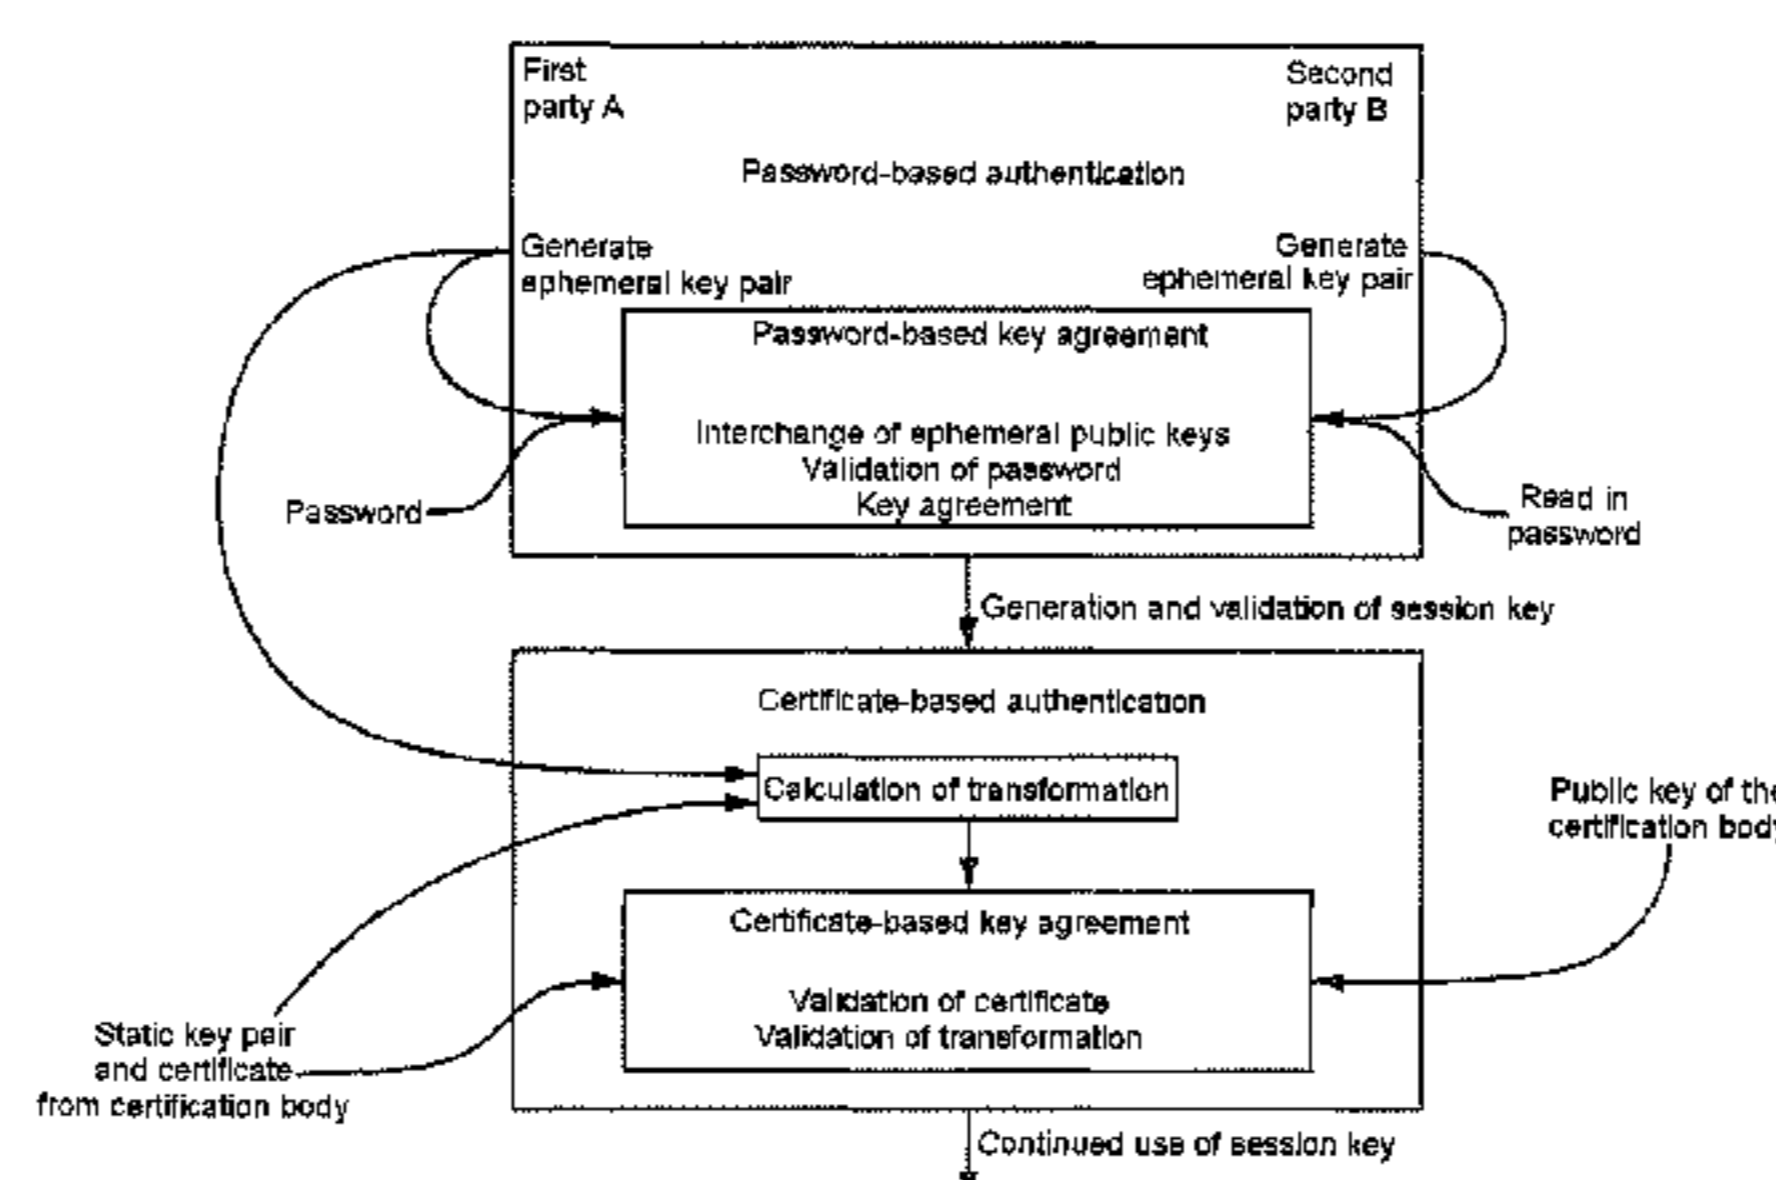 First
party A
Second
party B
Password-based authentication
Generate
ephemeral key pair
Generate
ephemeral key pair
Password-based key agreement
Interchange of ephemeral public keys
Validation of password
Key agreement
Password
Read in
password
Generation and validation of session key
Certificate-based authentication
Calculation of transformation
Public key of the
certification body
Certificate-based key agreement
Validation of certificate
Validation of transformation
Static key pair
and certificate
from certification body
Continued use of session key